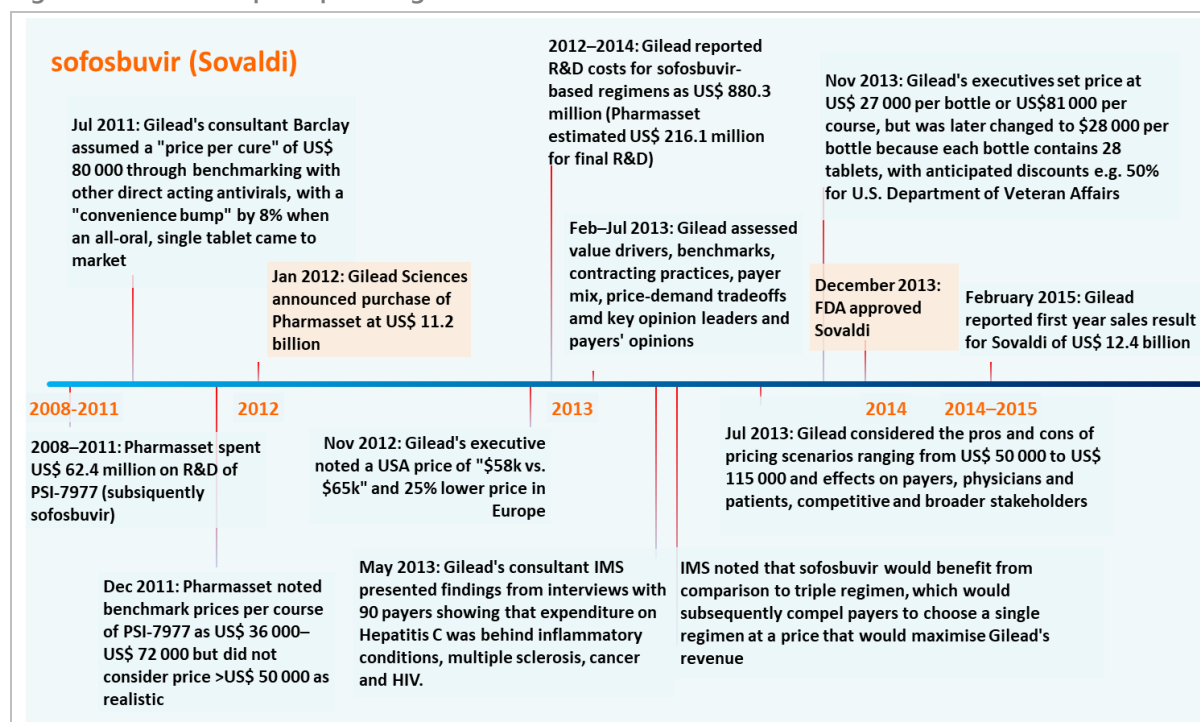 sofosbuvir (Sovaldi)
Jul 2011: Gilead's consultant Barclay
assumed a "price per cure" of US$
80 000 through benchmarking with
other direct acting antivirals, with a
"convenience bump" by 8% when
an all-oral, single tablet came to
market
Jan 2012: Gilead Sciences
announced purchase of
Pharmasset at US$ 11.2
billion
2012–2014: Gilead reported
R&D costs for sofosbuvir-
based regimens as US$ 880.3
million (Pharmasset
estimated US$ 216.1 million
for final R&D)
Feb–Jul 2013: Gilead assessed
value drivers, benchmarks,
contracting practices, payer
mix, price-demand tradeoffs
amd key opinion leaders and
payers' opinions
Nov 2013: Gilead's executives set price at
US$ 27 000 per bottle or US$81 000 per
course, but was later changed to $28 000 per
bottle because each bottle contains 28
tablets, with anticipated discounts e.g. 50%
for U.S. Department of Veteran Affairs
December 2013:
FDA approved
Sovaldi
February 2015: Gilead
reported first year sales result
for Sovaldi of US$ 12.4 billion
2008-2011
2012
2013
2014
2014–2015
2008–2011: Pharmasset spent
US$ 62.4 million on R&D of
PSI-7977 (subsiquently
sofosbuvir)
Dec 2011: Pharmasset noted
benchmark prices per course
of PSI-7977 as US$ 36 000–
US$ 72 000 but did not
consider price >US$ 50 000 as
realistic
Nov 2012: Gilead's executive
noted a USA price of "$58k vs.
$65k" and 25% lower price in
Europe
May 2013: Gilead's consultant IMS
presented findings from interviews with
90 payers showing that expenditure on
Hepatitis C was behind inflammatory
conditions, multiple sclerosis, cancer
and HIV.
Jul 2013: Gilead considered the pros and cons of
pricing scenarios ranging from US$ 50 000 to US$
115 000 and effects on payers, physicians and
patients, competitive and broader stakeholders
IMS noted that sofosbuvir would benefit from
comparison to triple regimen, which would
subsequently compel payers to choose a single
regimen at a price that would maximise Gilead's
revenue